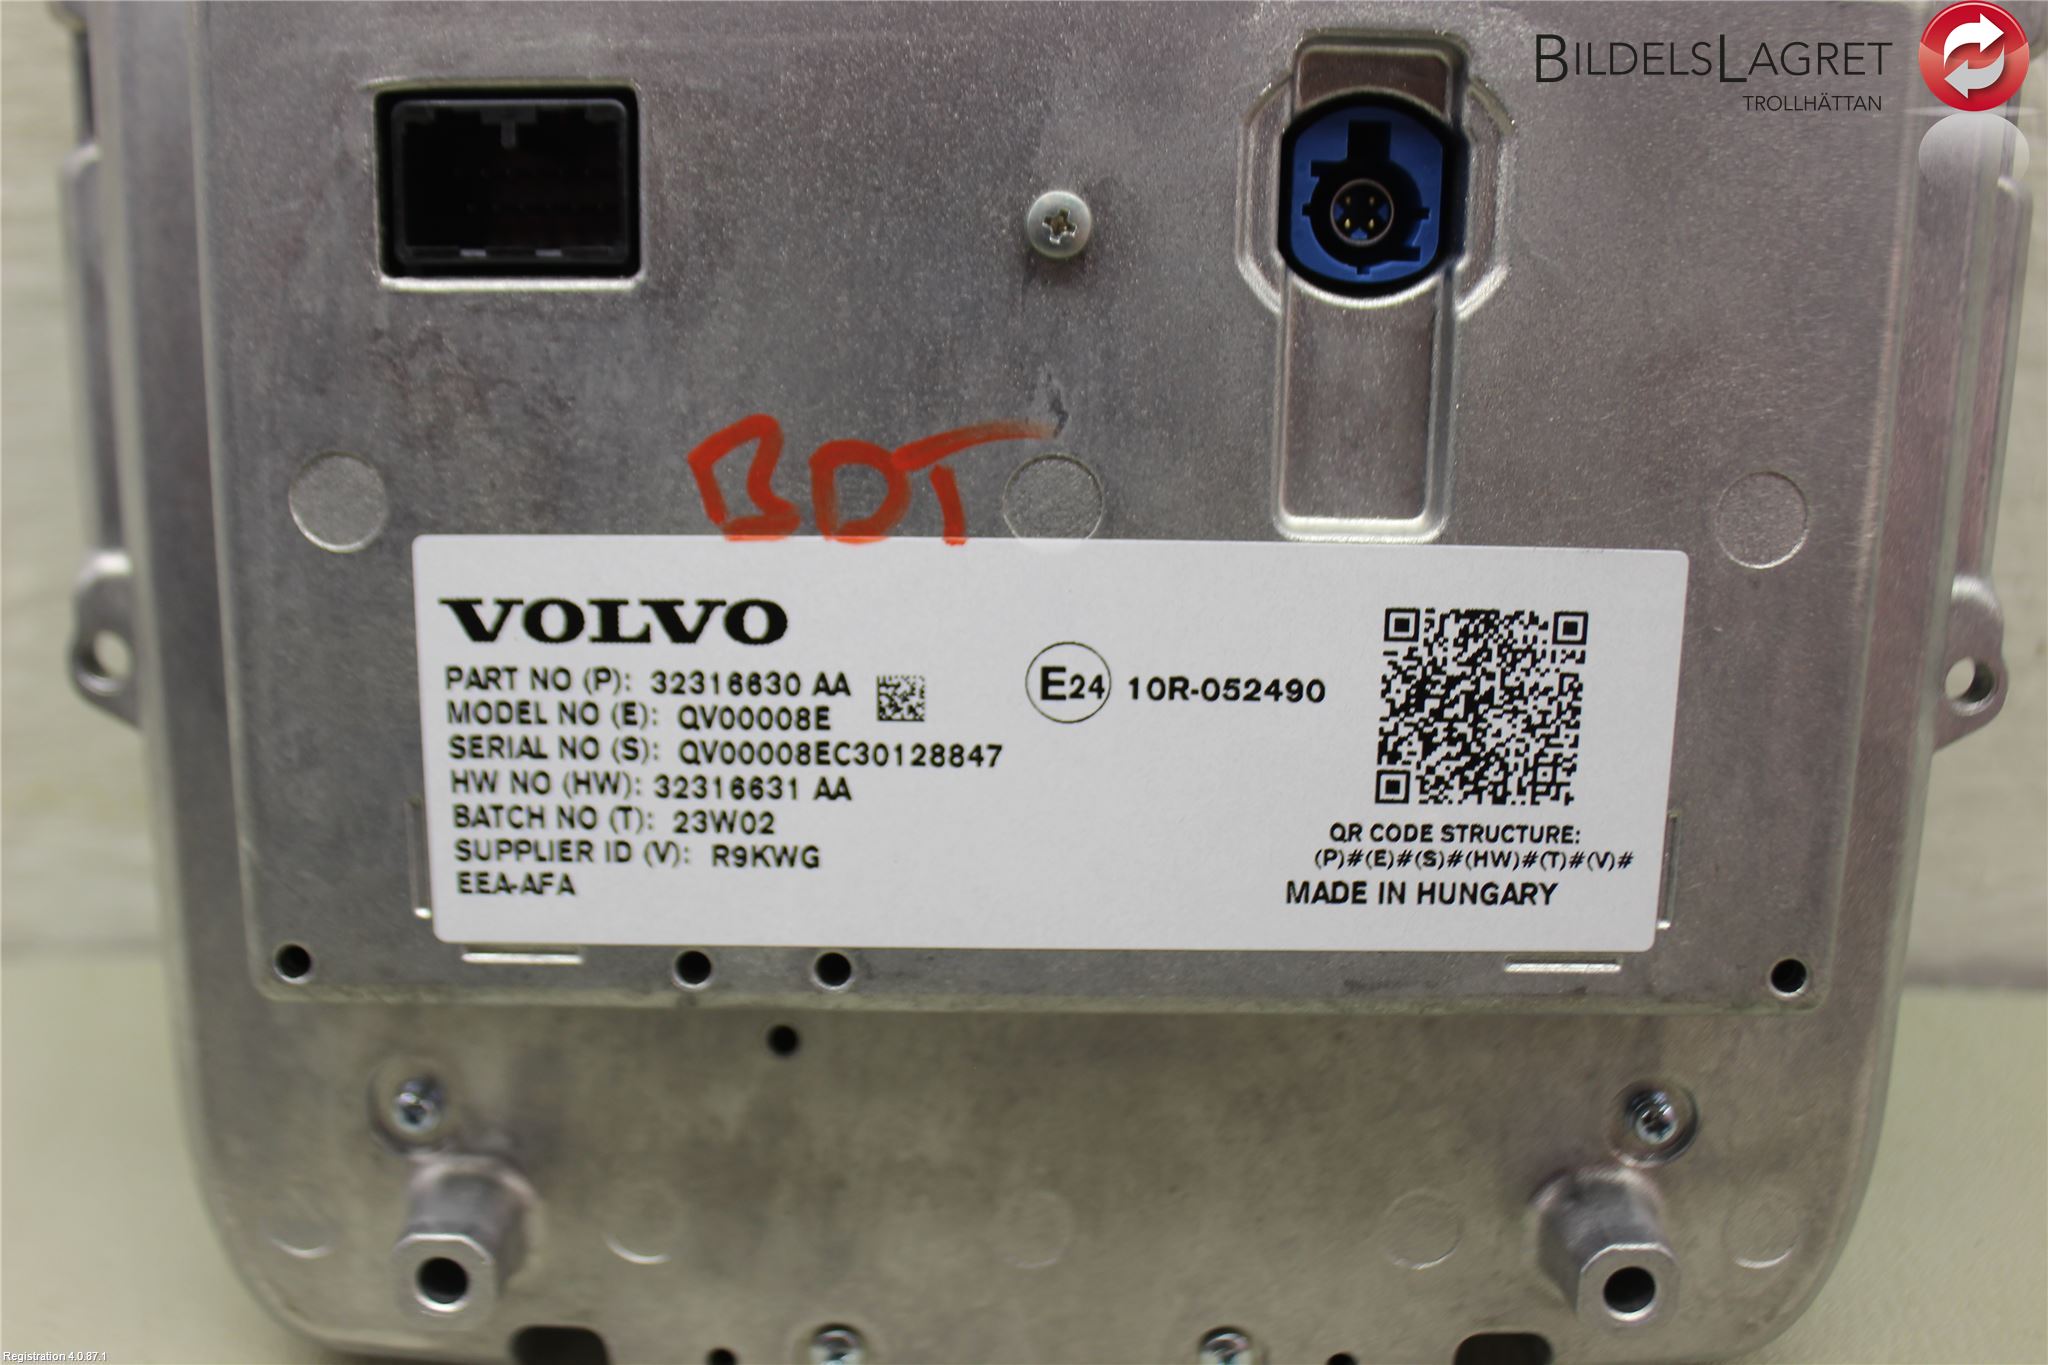 BILDELSLAGRET
TROLLHÄTTAN
BDT
VOLVO
PART NO (P): 32316630 AA
MODEL NO (E): QV00008E
SERIAL NO (S): QV00008EC30128847
HW NO (HW): 32316631 AA
BATCH NO (T): 23W02
SUPPLIER ID (V): R9KWG
EEA-AFA
E24 10R-052490
QR CODE STRUCTURE:
(P)#(E)#(S)#(HW)#(T)#(V)#
MADE IN HUNGARY
Registration 4.0.87.1